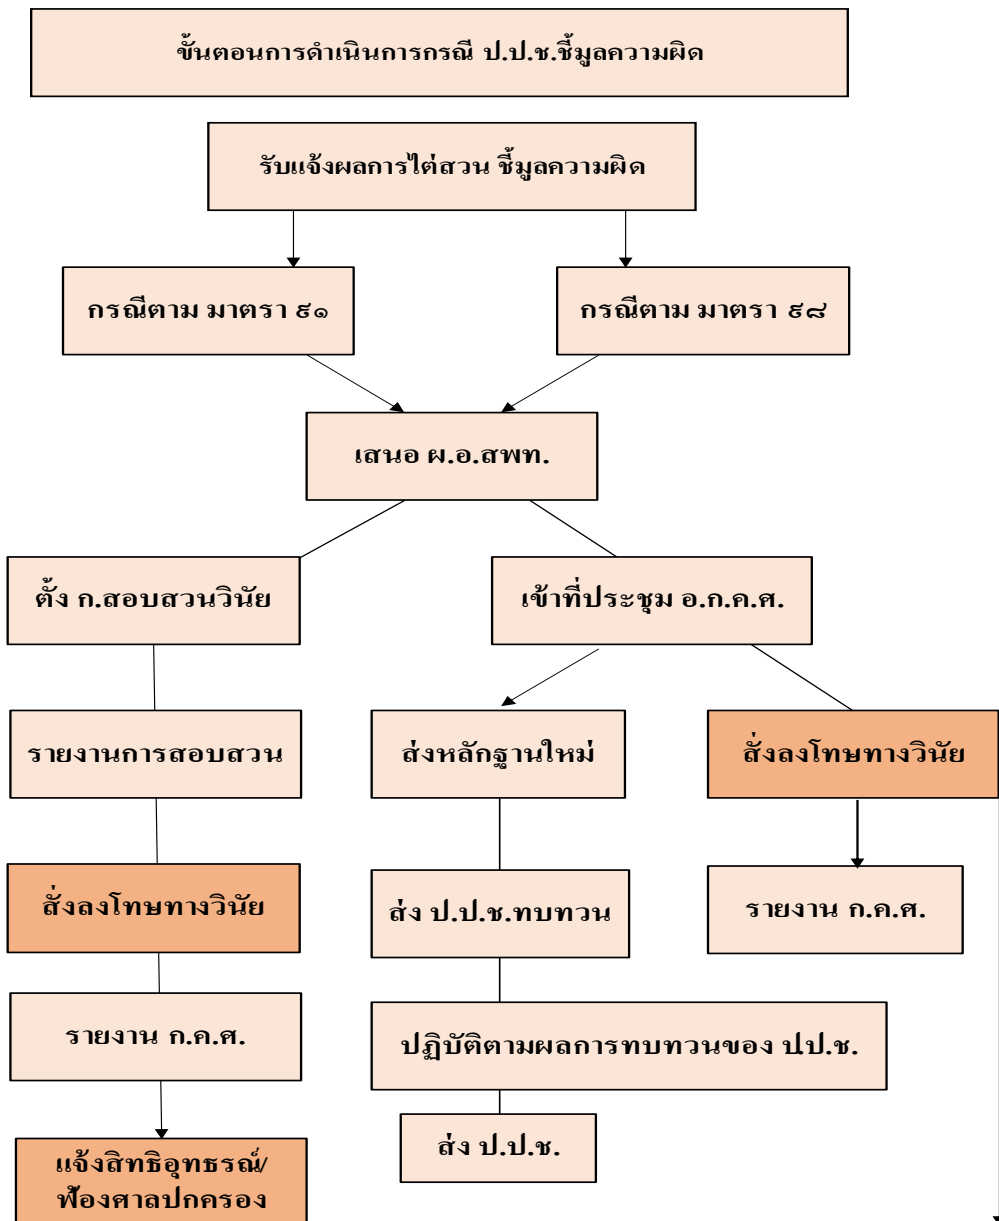 ขั้นตอนการดำเนินการกรณี ป.ป.ช.ชี้มูลความผิด
รับแจ้งผลการไต่สวน ชี้มูลความผิด
กรณีตาม มาตรา ๙๑
กรณีตาม มาตรา ๙๘
เสนอ ผ.อ.สพท.
ตั้ง ก.สอบสวนวินัย
เข้าที่ประชุม อ.ก.ค.ศ.
รายงานการสอบสวน
ส่งหลักฐานใหม่
สั่งลงโทษทางวินัย
สั่งลงโทษทางวินัย
ส่ง ป.ป.ช.ทบทวน
รายงาน ก.ค.ศ.
รายงาน ก.ค.ศ.
ปฏิบัติตามผลการทบทวนของ ป.ป.ช.
ส่ง ป.ป.ช.
แจ้งสิทธิอุทธรณ์/
ฟ้องศาลปกครอง